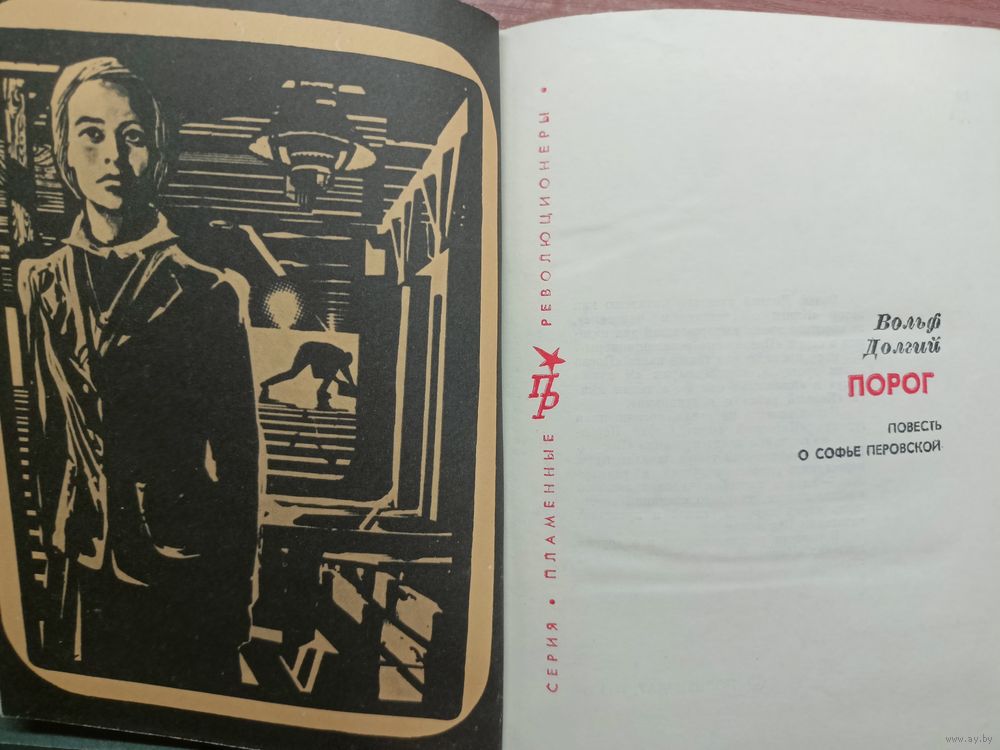 СЕРИЯ • ПЛАМЕННЫЕ ПР РЕВОЛЮЦИОНЕРЫ •
Вольф
Долгий
ПОРОГ
ПОВЕСТЬ
О СОФЬЕ ПЕРОВСКОЙ
www.ay.by